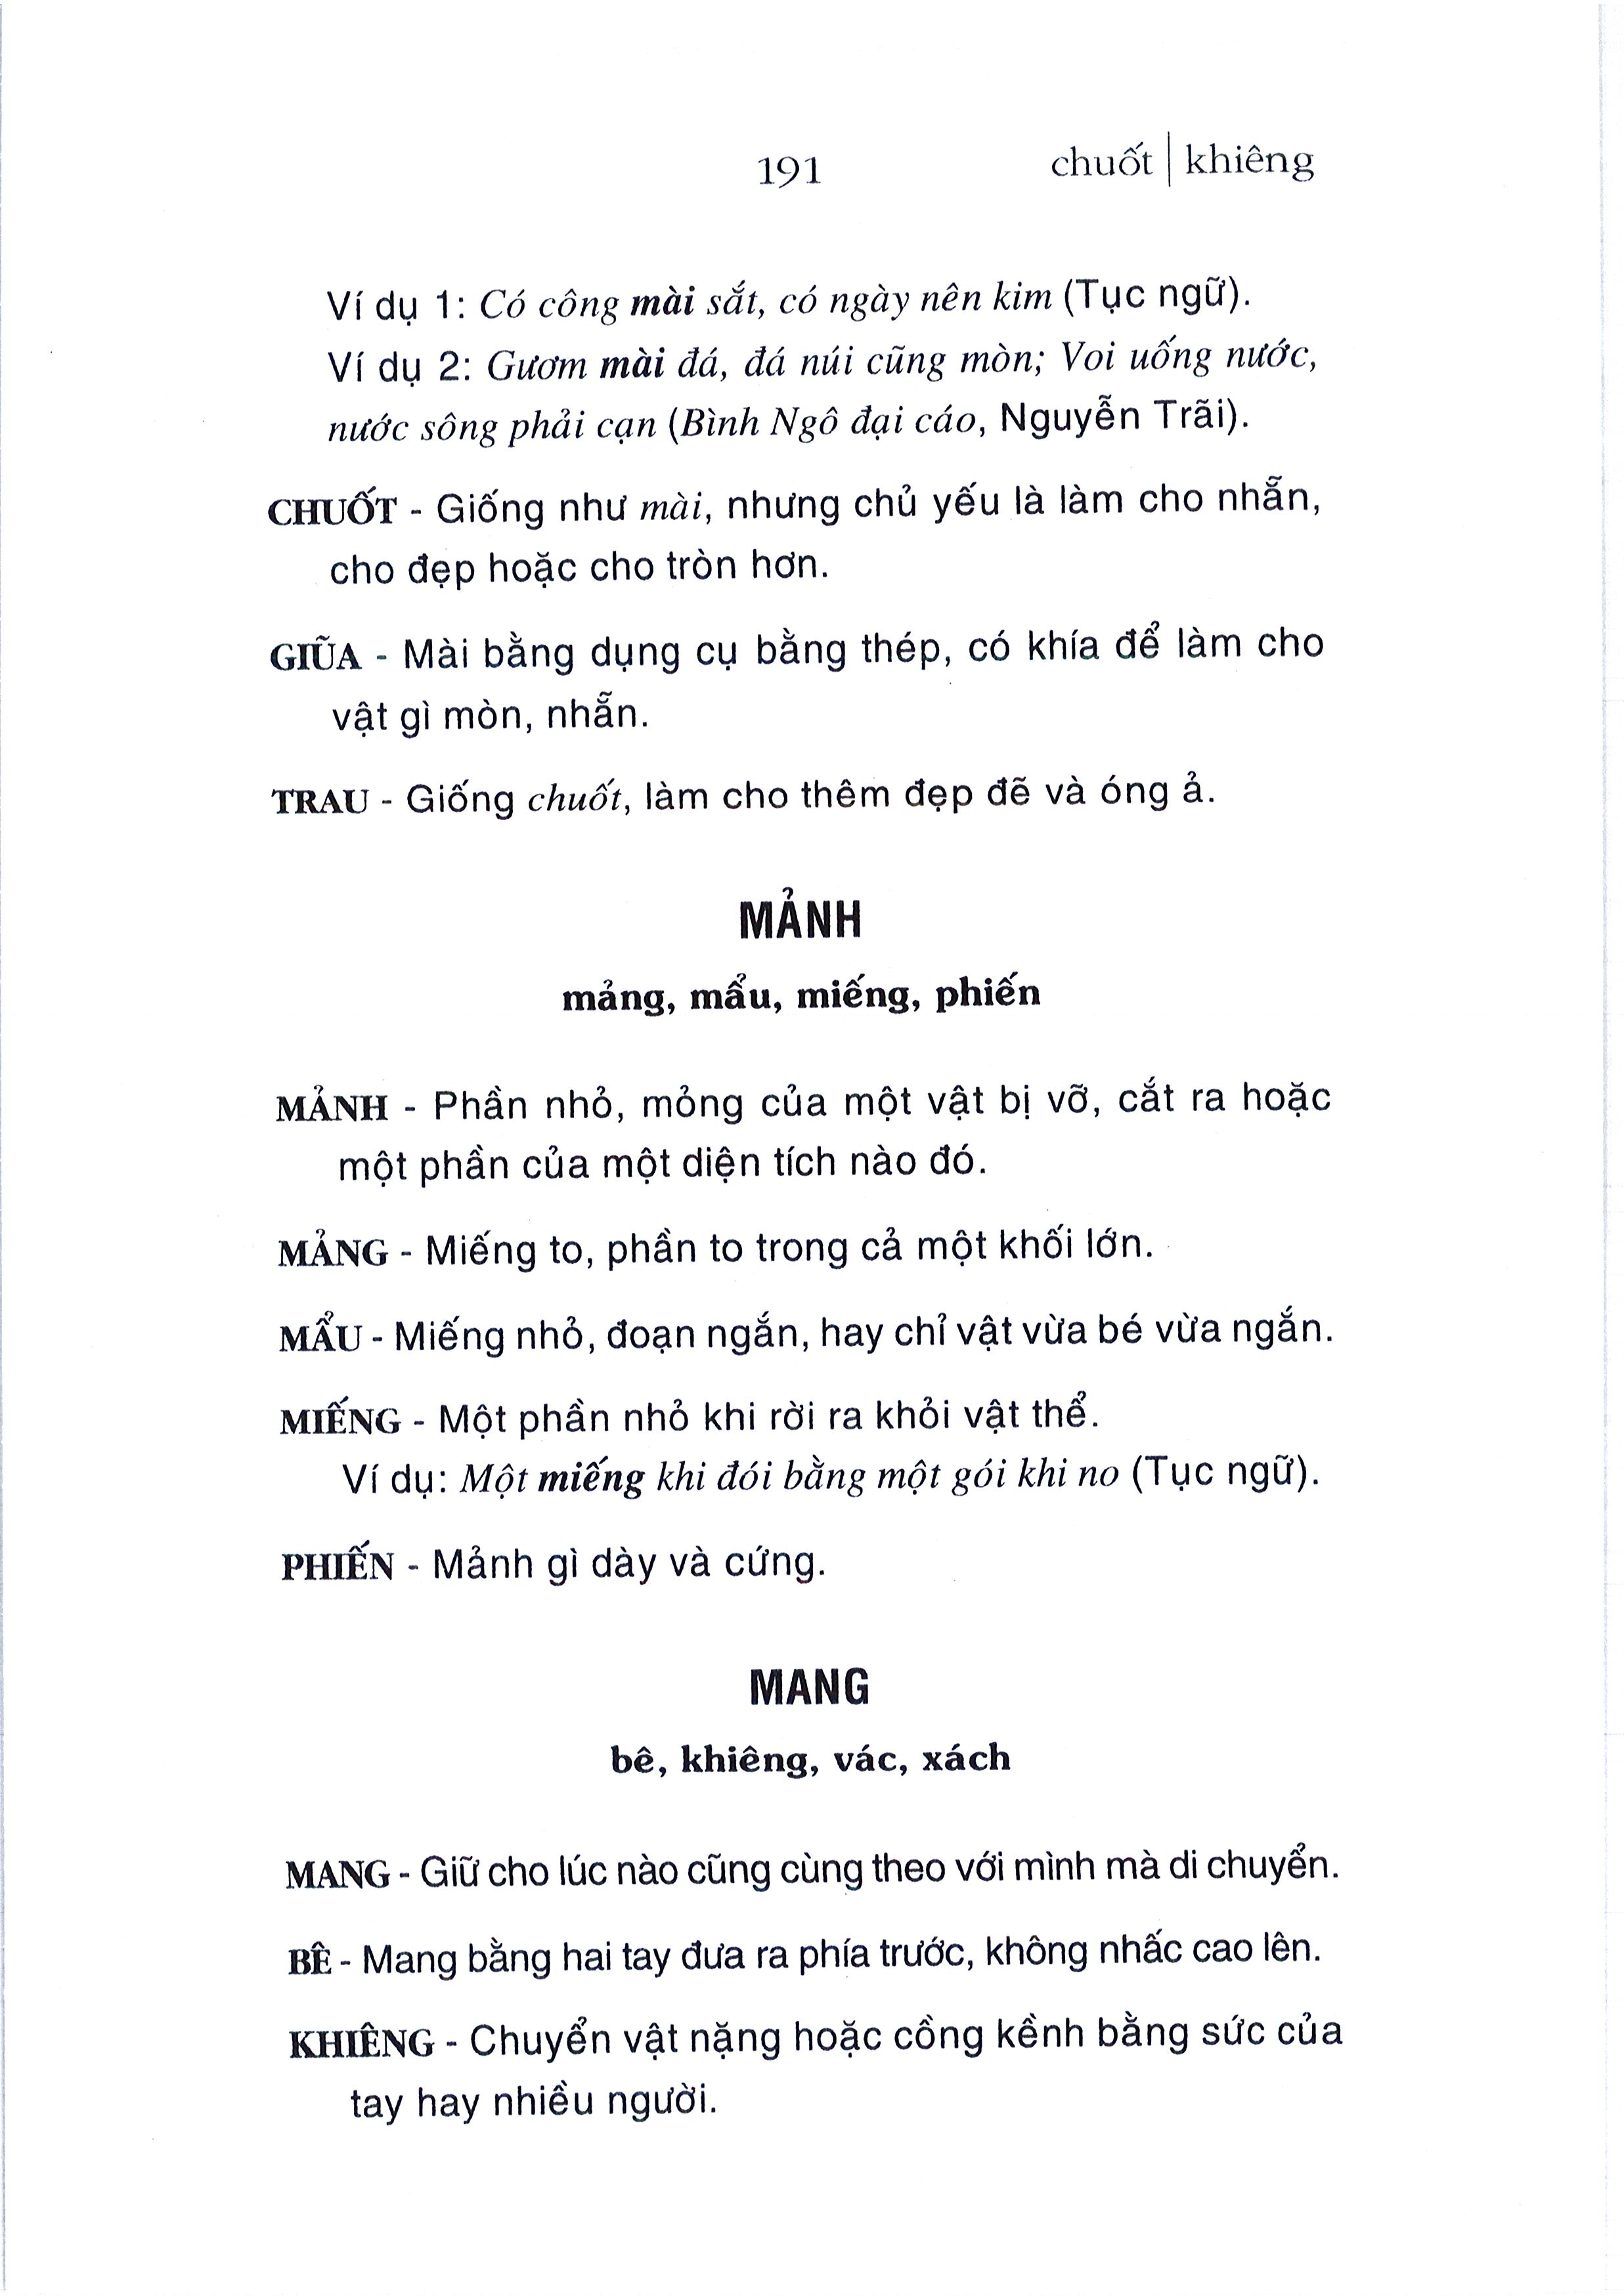 191
chuốt | khiêng
Ví dụ 1: Có công mài sắt, có ngày nên kim (Tục ngữ).
Ví dụ 2: Gươm mài đá, đá núi cũng mòn; Voi uống nước,
nước sông phải cạn (Bình Ngô đại cáo, Nguyễn Trãi).
CHUỐT - Giống như mài, nhưng chủ yếu là làm cho nhẵn,
cho đẹp hoặc cho tròn hơn.
GIŨA - Mài bằng dụng cụ bằng thép, có khía để làm cho
vật gì mòn, nhẵn.
TRAU - Giống chuốt, làm cho thêm đẹp đẽ và óng ả.
MẢNH
mảng, mẩu, miếng, phiến
MẢNH - Phần nhỏ, mỏng của một vật bị vỡ, cắt ra hoặc
một phần của một diện tích nào đó.
MẢNG - Miếng to, phần to trong cả một khối lớn.
MẨU - Miếng nhỏ, đoạn ngắn, hay chỉ vật vừa bé vừa ngắn.
MIẾNG - Một phần nhỏ khi rời ra khỏi vật thể.
Ví dụ: Một miếng khi đói bằng một gói khi no (Tục ngữ).
PHIẾN - Mảnh gì dày và cứng.
MANG
bê, khiêng, vác, xách
MANG - Giữ cho lúc nào cũng cùng theo với mình mà di chuyển.
BÊ - Mang bằng hai tay đưa ra phía trước, không nhấc cao lên.
KHIÊNG - Chuyển vật nặng hoặc cồng kềnh bằng sức của
tay hay nhiều người.